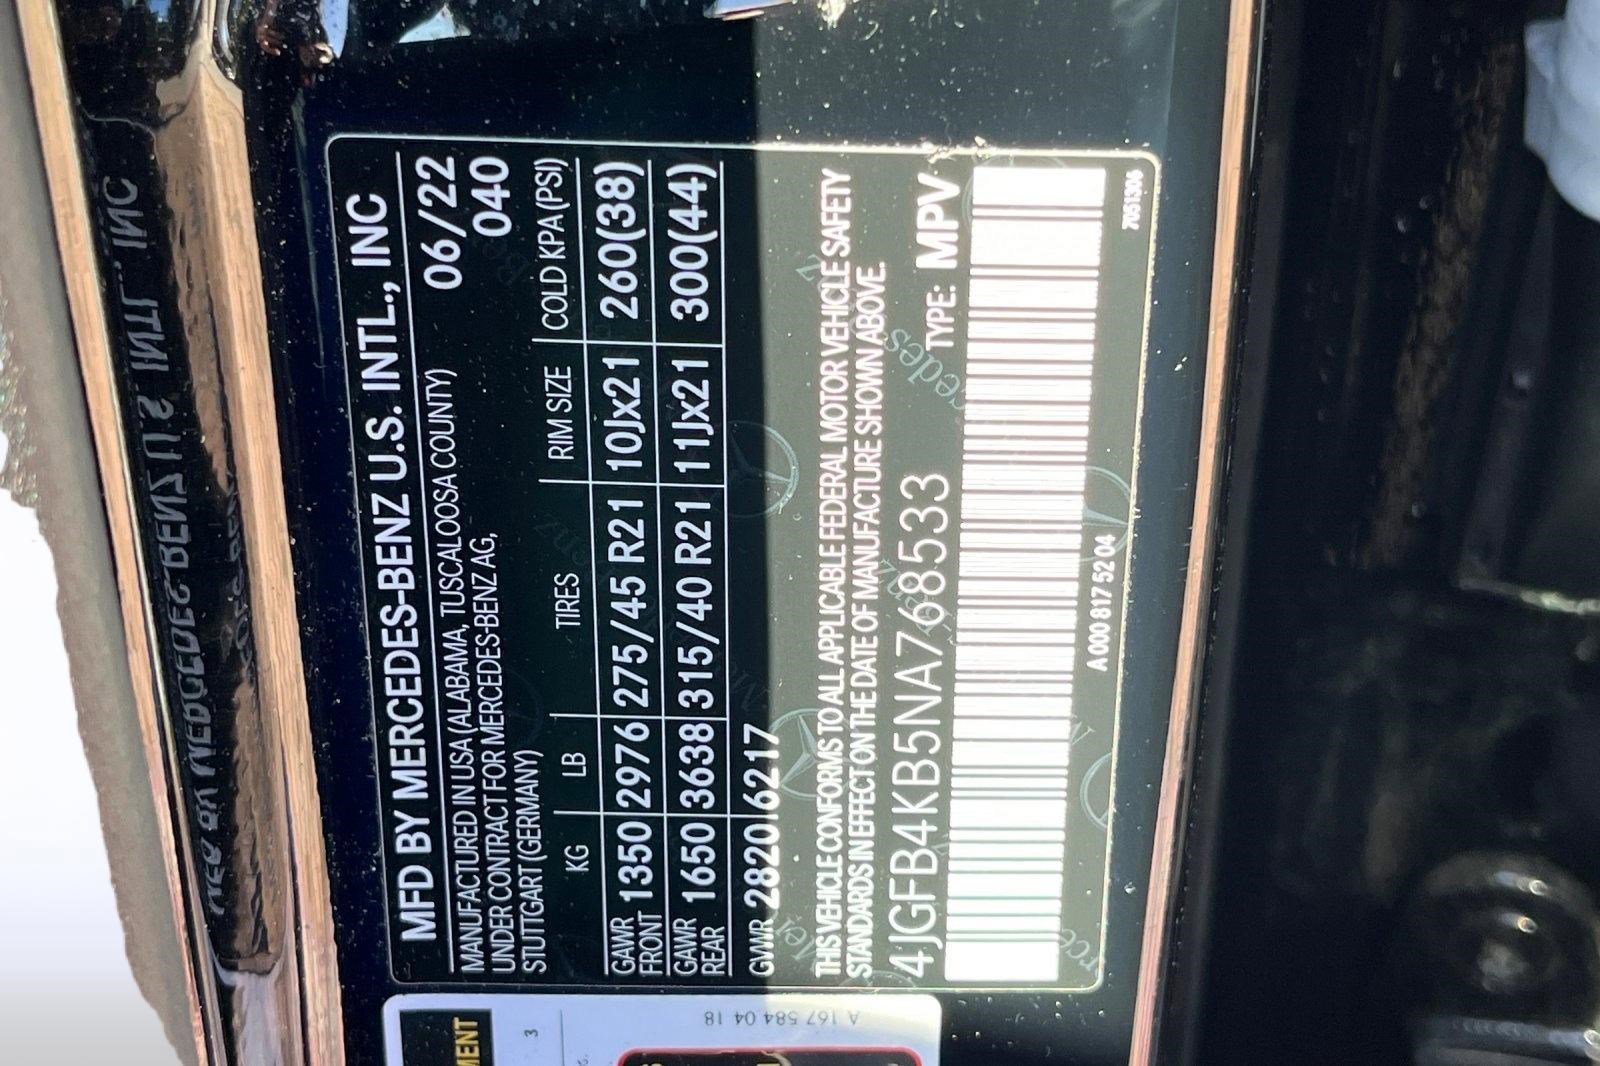 MFD BY MERCEDES-BENZ U.S. INTL., INC
MANUFACTURED IN USA (ALABAMA, TUSCALOOSA COUNTY) 06/22
UNDER CONTRACT FOR MERCEDES-BENZ AG, 040
STUTTGART (GERMANY)
KG LB TIRES RIM SIZE COLD KPA (PSI)
GAWR FRONT 1350 2976 275/45 R21 10Jx21 260(38)
GAWR REAR 1650 3638 315/40 R21 11Jx21 300(44)
GVWR 2820 6217
THIS VEHICLE CONFORMS TO ALL APPLICABLE FEDERAL MOTOR VEHICLE SAFETY
STANDARDS IN EFFECT ON THE DATE OF MANUFACTURE SHOWN ABOVE.
4JGFB4KB5NA768533 TYPE: MPV
A 000 817 52 04 7051306
A 167 584 04 18
3